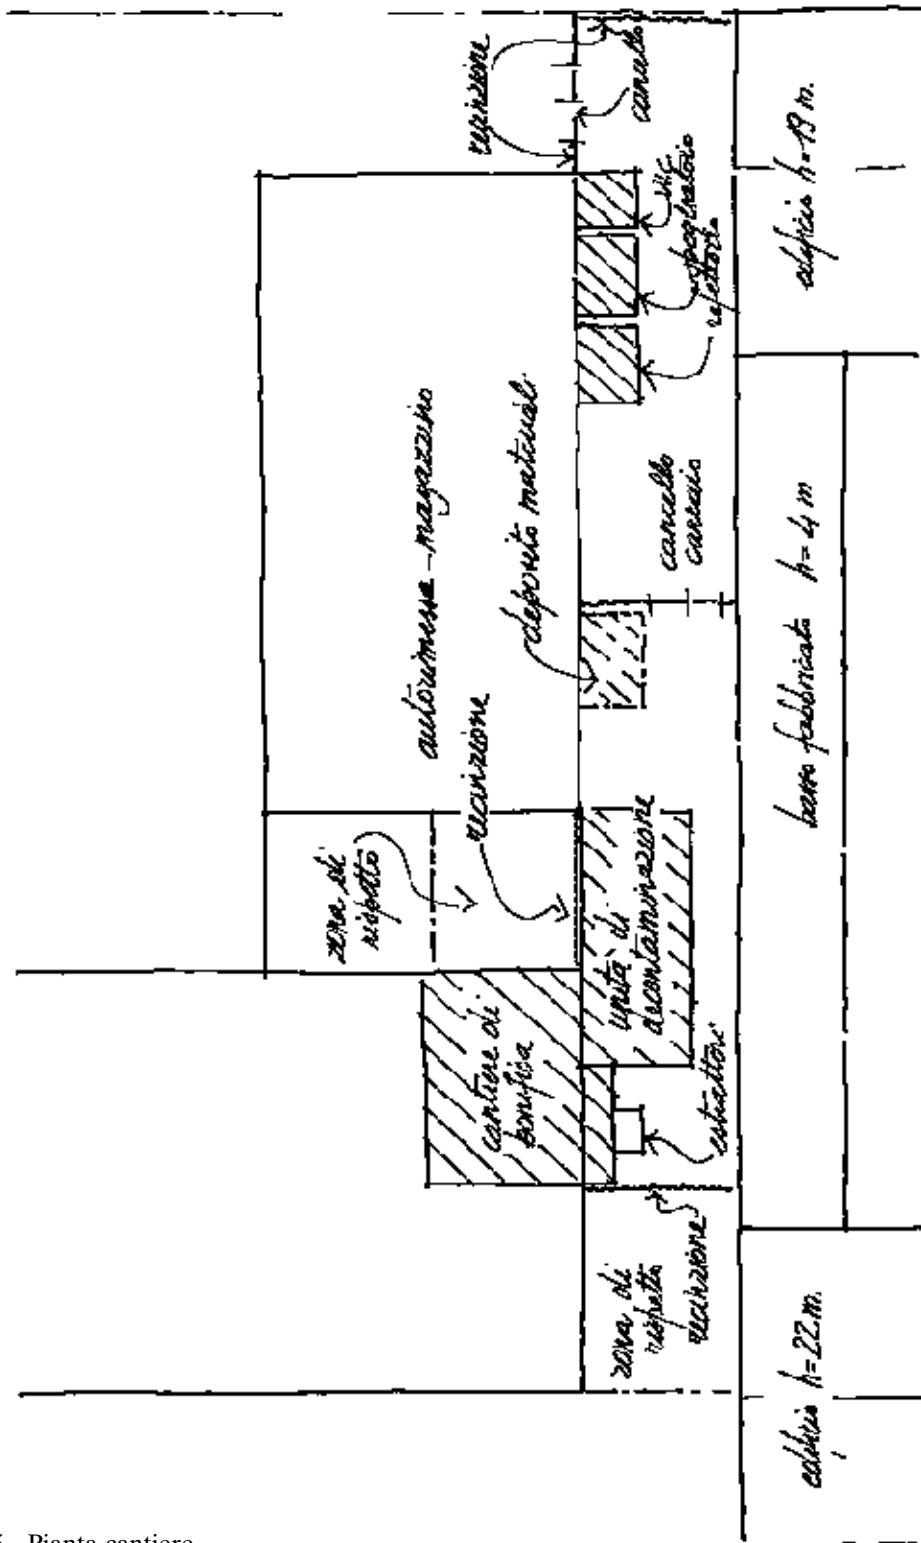 recinzione
cancello
W.C.
spogliatoio
refettorio
edificio h=19 m.
autorimessa - magazzino
deposito materiali
cancello
carraio
basso fabbricato h=4 m
zona di
rispetto
recinzione
unità di
decontaminazione
cantiere di
bonifica
estrattori
zona di
rispetto
recinzione
edificio h=22 m.
Pianta cantiere